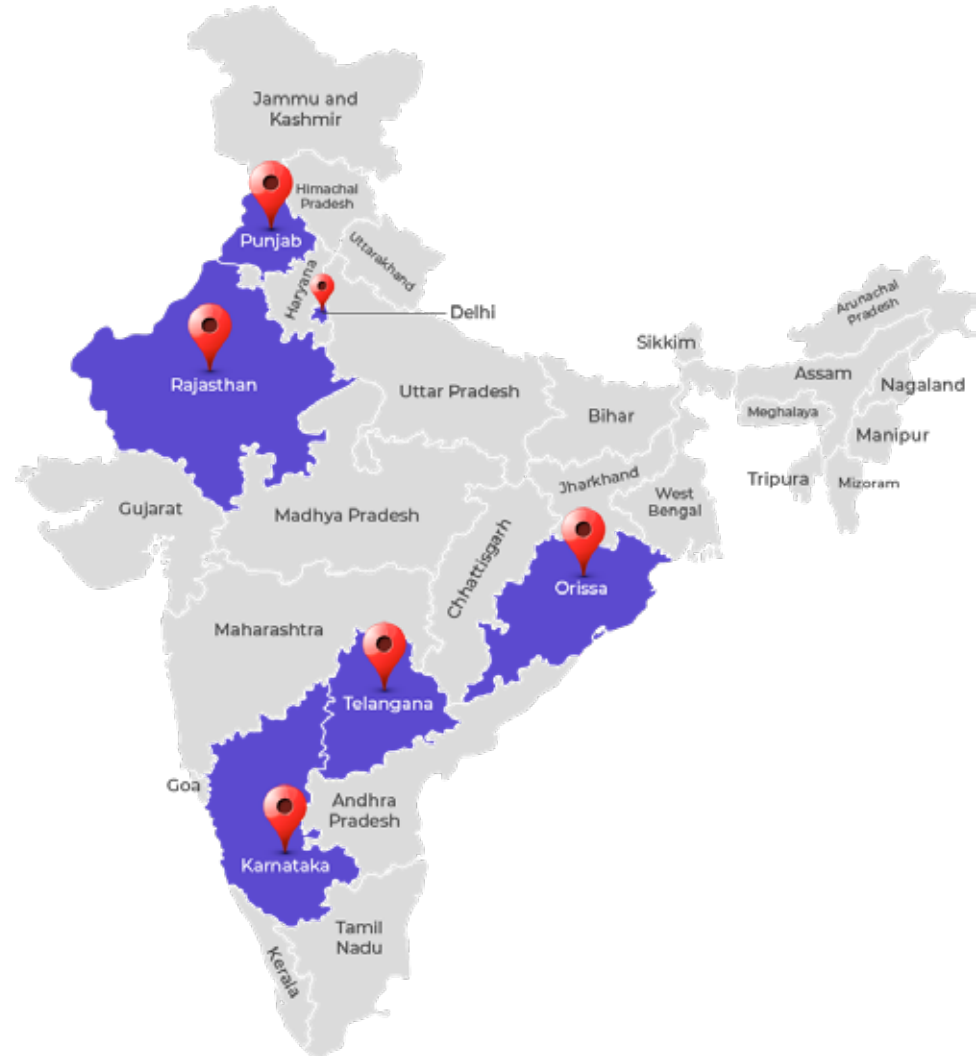 Jammu and
Kashmir
Himachal
Pradesh
Punjab
Uttarakhand
Haryana
Delhi
Arunachal
Pradesh
Sikkim
Rajasthan
Uttar Pradesh
Assam
Nagaland
Bihar
Meghalaya
Manipur
Jharkhand
Tripura
Mizoram
West
Bengal
Gujarat
Madhya Pradesh
Chhattisgarh
Orissa
Maharashtra
Telangana
Goa
Andhra
Pradesh
Karnataka
Tamil
Nadu
Kerala